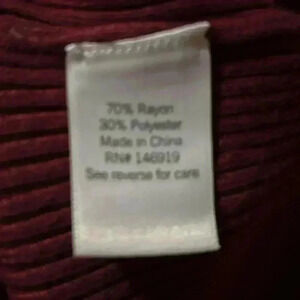 70% Rayon
30% Polyester
Made in China
RN# 146919
See reverse for care